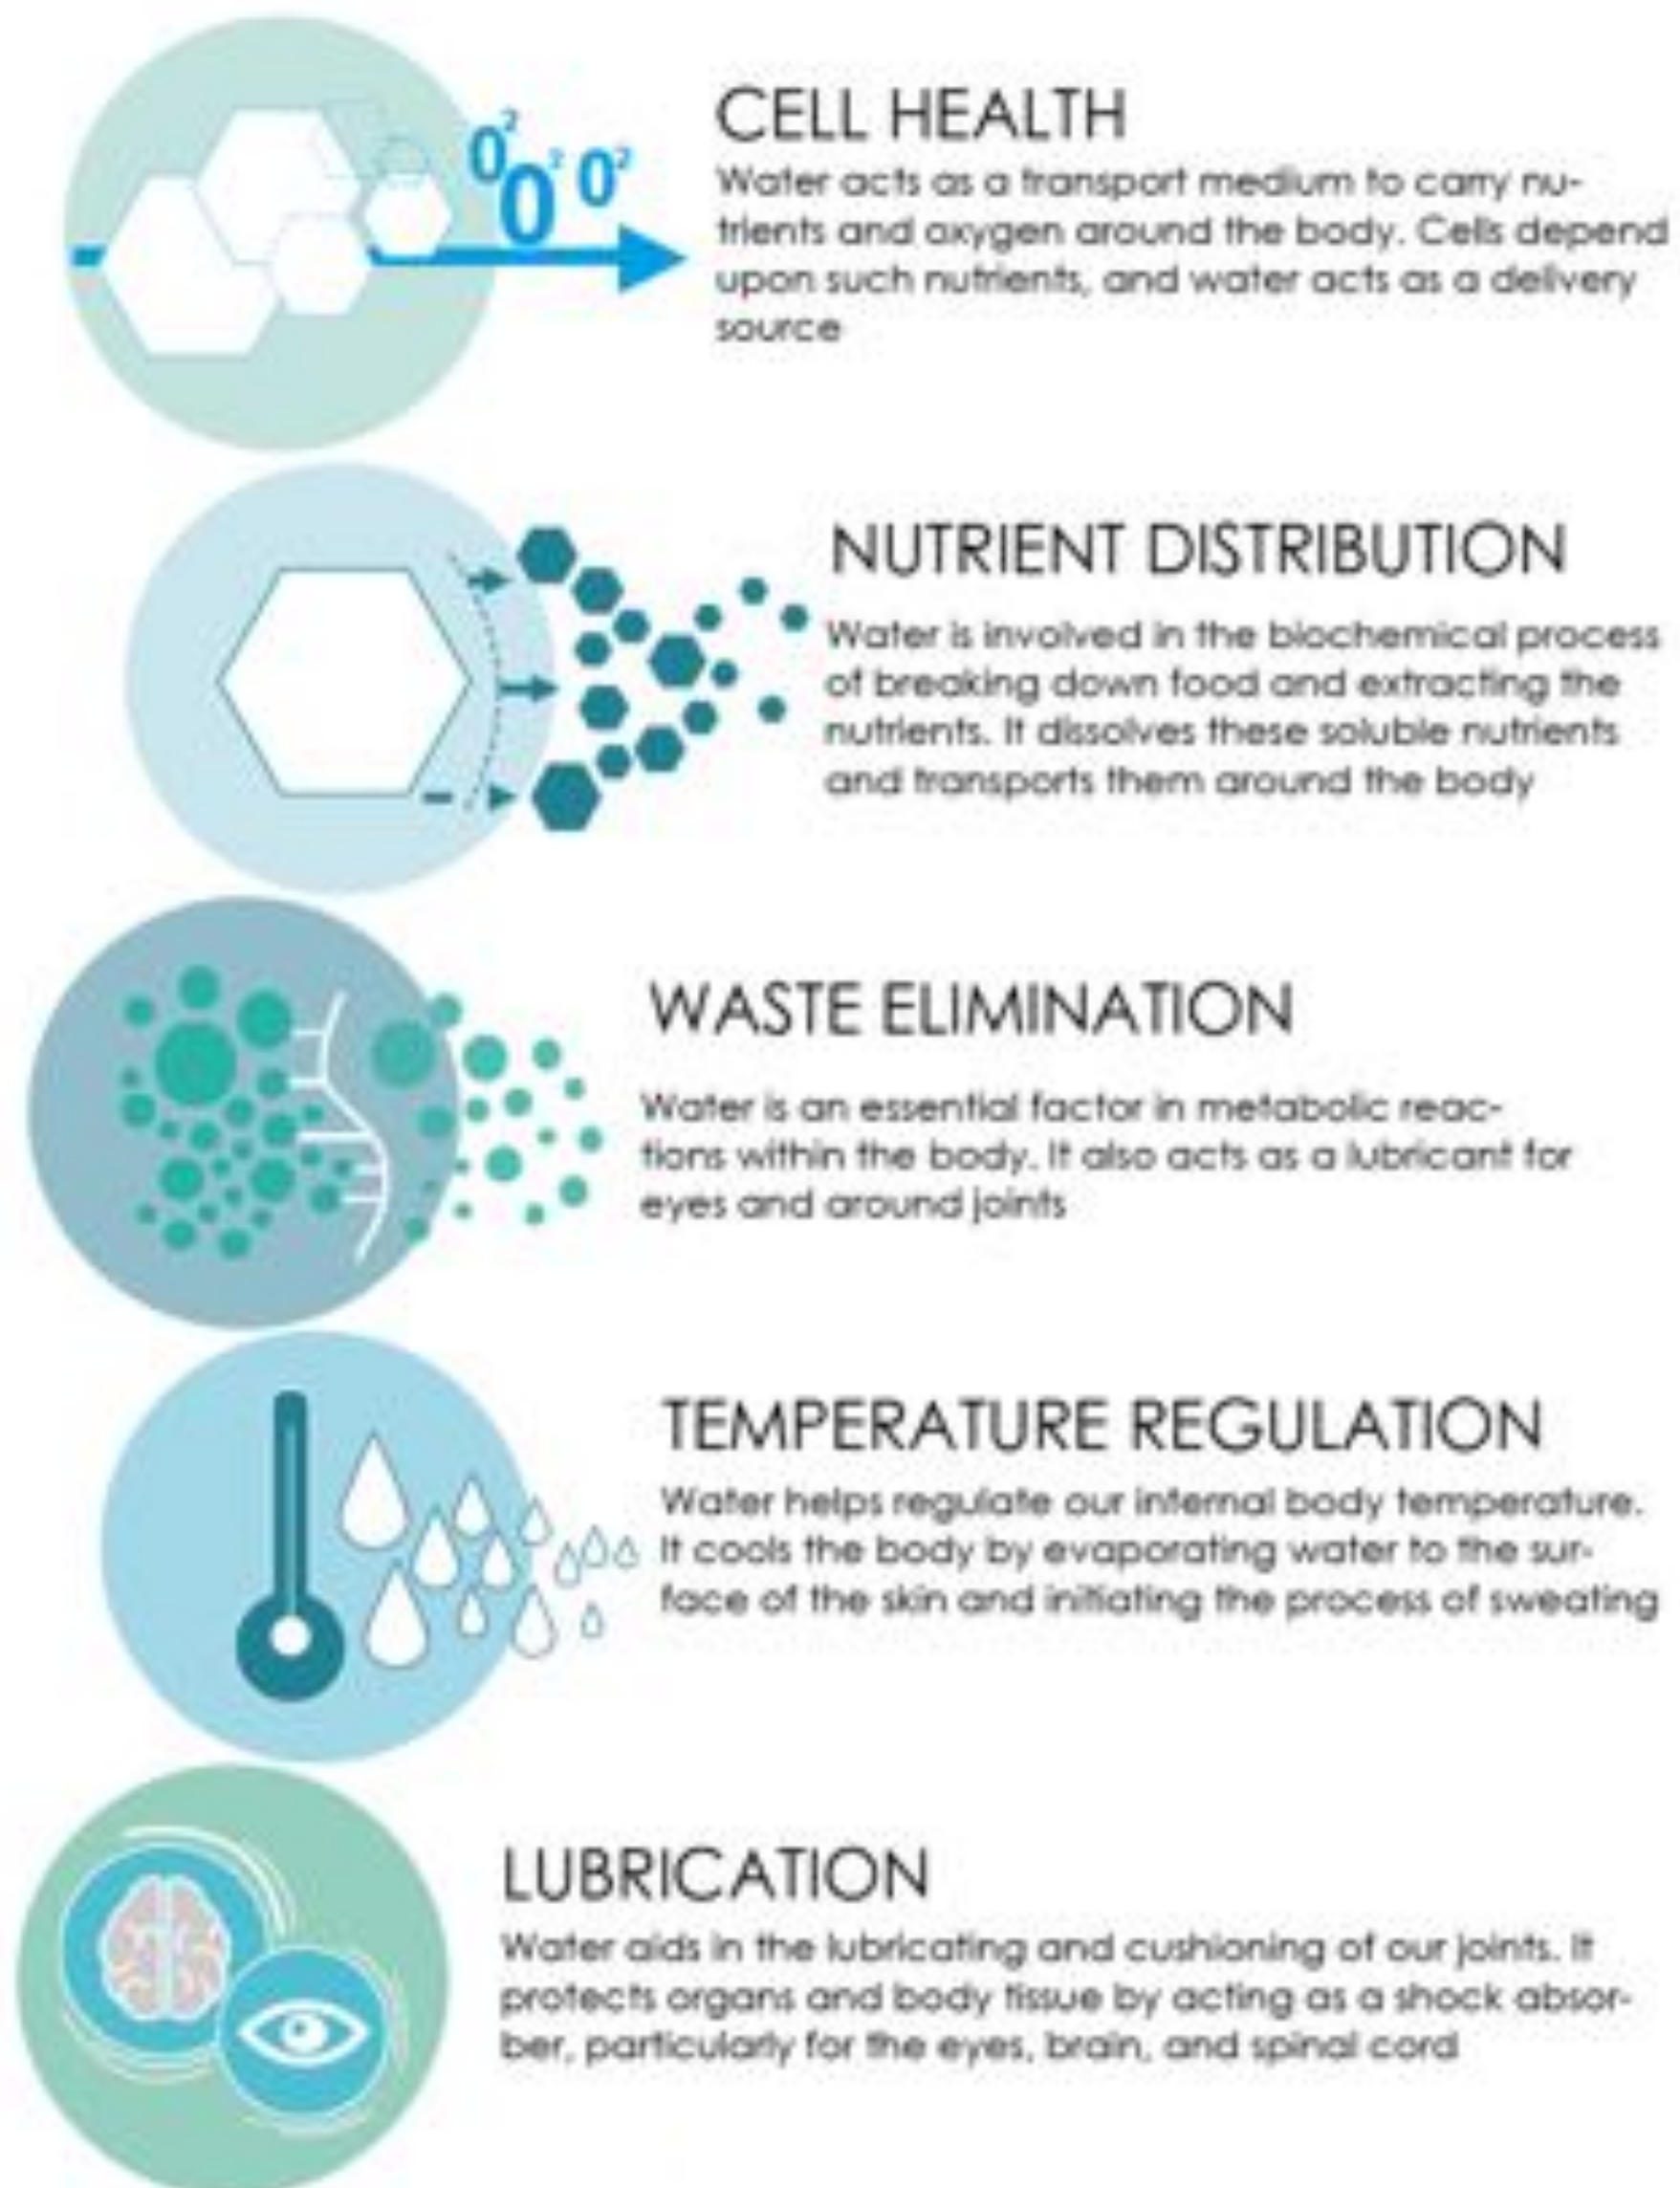 CELL HEALTH
0² 0² 0²
Water acts as a transport medium to carry nu-
trients and oxygen around the body. Cells depend
upon such nutrients, and water acts as a delivery
source
NUTRIENT DISTRIBUTION
Water is involved in the biochemical process
of breaking down food and extracting the
nutrients. It dissolves these soluble nutrients
and transports them around the body
WASTE ELIMINATION
Water is an essential factor in metabolic reac-
tions within the body. It also acts as a lubricant for
eyes and around joints
TEMPERATURE REGULATION
Water helps regulate our internal body temperature.
It cools the body by evaporating water to the sur-
face of the skin and initiating the process of sweating
LUBRICATION
Water aids in the lubricating and cushioning of our joints. It
protects organs and body tissue by acting as a shock absor-
ber, particularly for the eyes, brain, and spinal cord